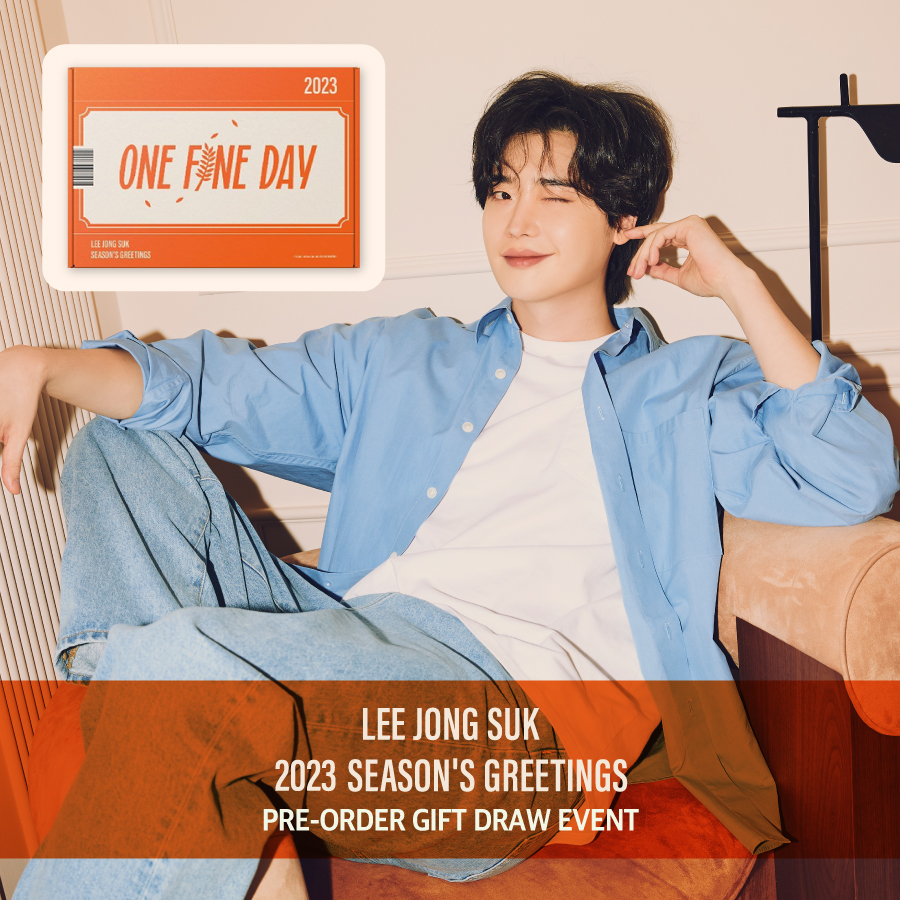 2023
ONE FINE DAY
LEE JONG SUK
SEASON'S GREETINGS
LEE JONG SUK
2023 SEASON'S GREETINGS
PRE-ORDER GIFT DRAW EVENT